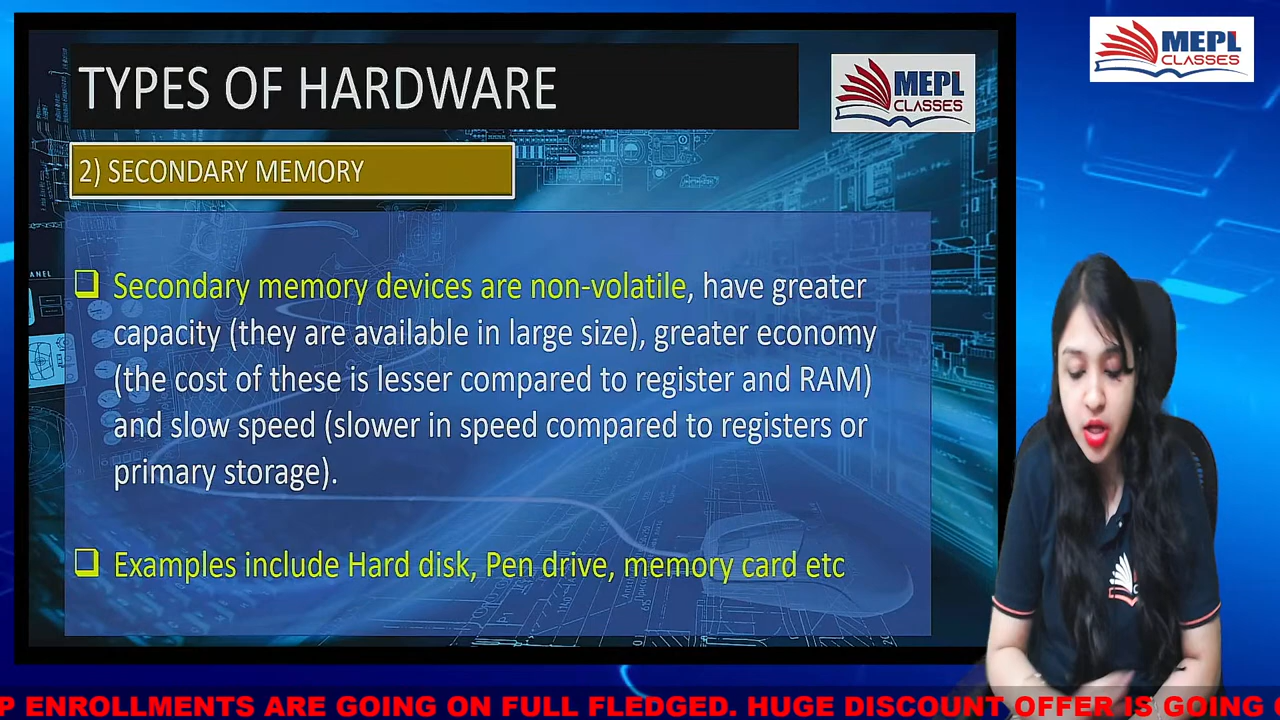 TYPES OF HARDWARE
MEPL
CLASSES
MEPL
CLASSES
2) SECONDARY MEMORY
❑ Secondary memory devices are non-volatile, have greater
capacity (they are available in large size), greater economy
(the cost of these is lesser compared to register and RAM)
and slow speed (slower in speed compared to registers or
primary storage).
❑ Examples include Hard disk, Pen drive, memory card etc
P ENROLLMENTS ARE GOING ON FULL FLEDGED. HUGE DISCOUNT OFFER IS GOING